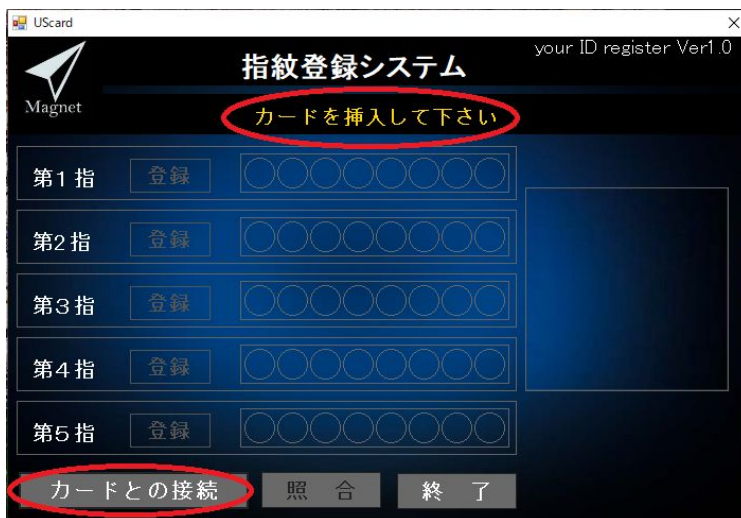 UScard
指紋登録システム
your ID register Ver1.0
Magnet
カードを挿入して下さい
第1指 登録
第2指 登録
第3指 登録
第4指 登録
第5指 登録
カードとの接続 照 合 終 了